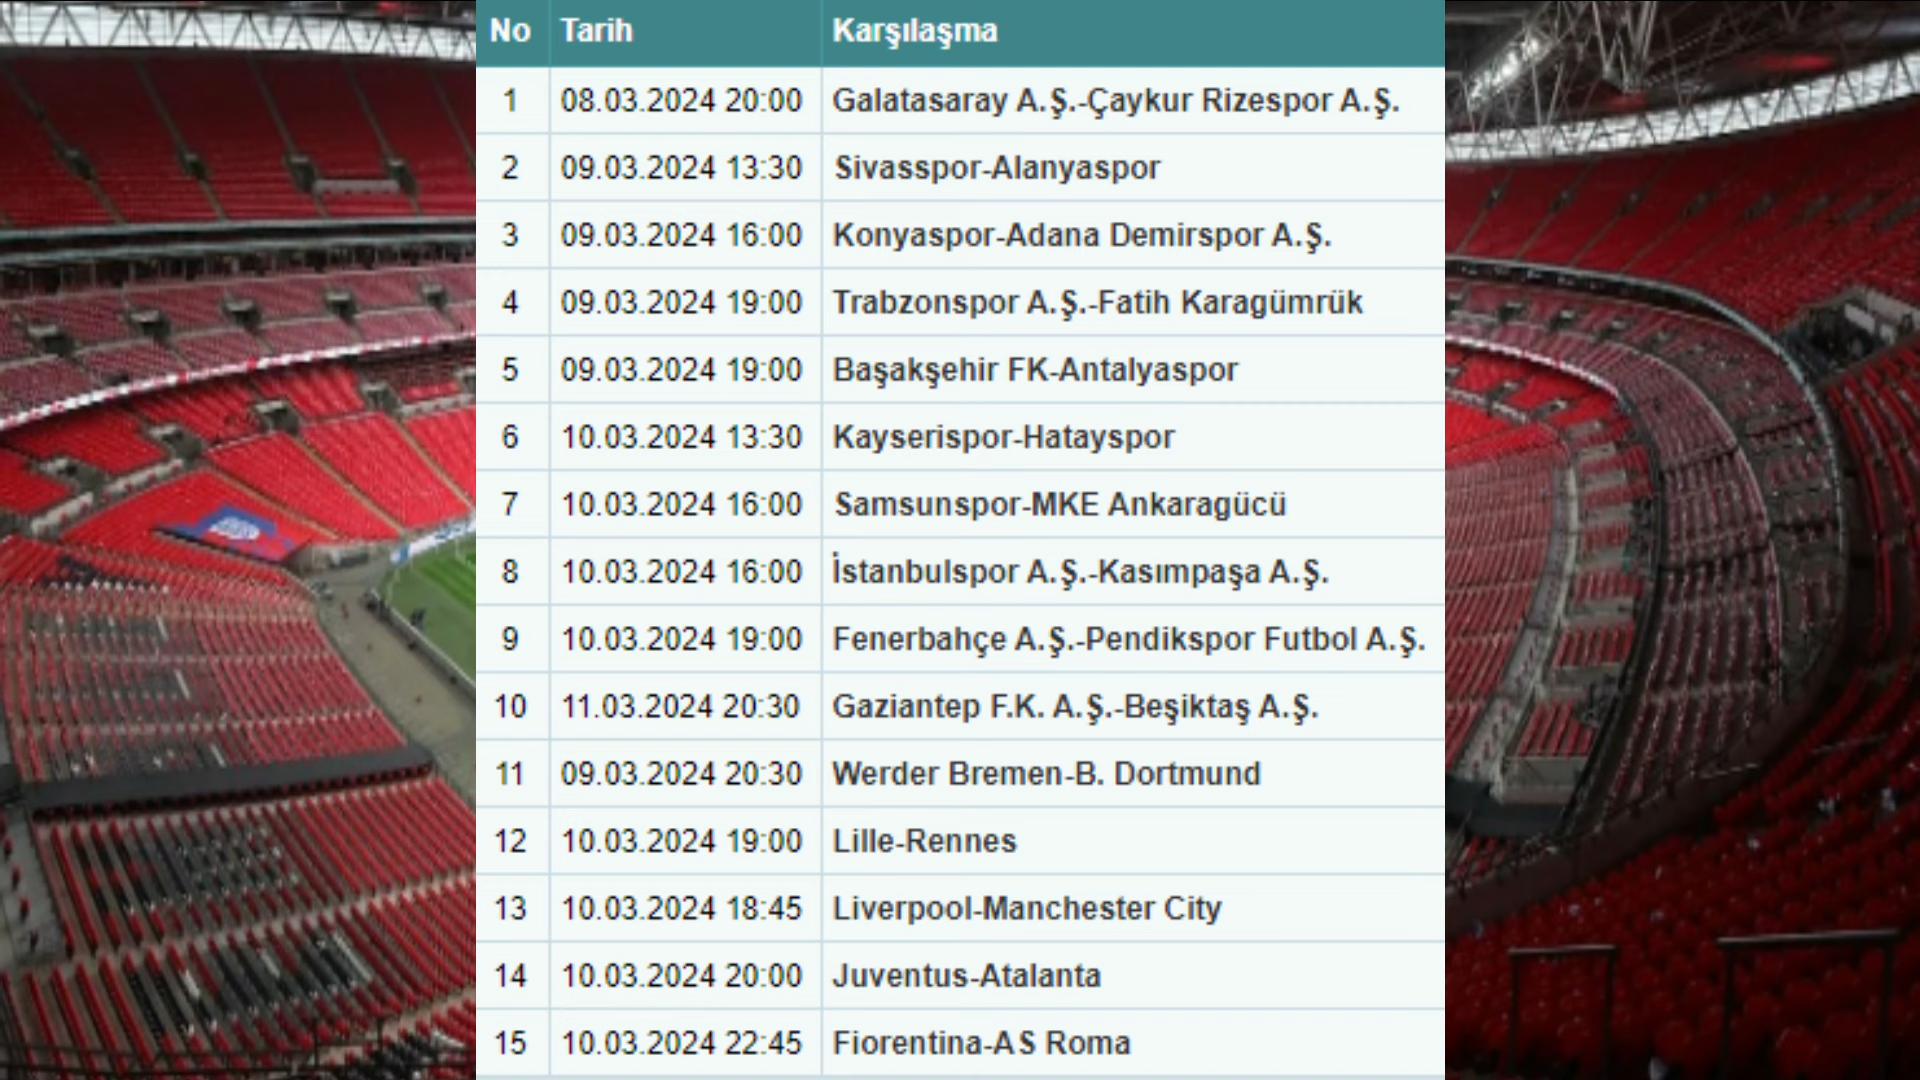 No Tarih Karşılaşma
1 08.03.2024 20:00 Galatasaray A.Ş.-Çaykur Rizespor A.Ş.
2 09.03.2024 13:30 Sivasspor-Alanyaspor
3 09.03.2024 16:00 Konyaspor-Adana Demirspor A.Ş.
4 09.03.2024 19:00 Trabzonspor A.Ş.-Fatih Karagümrük
5 09.03.2024 19:00 Başakşehir FK-Antalyaspor
6 10.03.2024 13:30 Kayserispor-Hatayspor
7 10.03.2024 16:00 Samsunspor-MKE Ankaragücü
8 10.03.2024 16:00 İstanbulspor A.Ş.-Kasımpaşa A.Ş.
9 10.03.2024 19:00 Fenerbahçe A.Ş.-Pendikspor Futbol A.Ş.
10 11.03.2024 20:30 Gaziantep F.K. A.Ş.-Beşiktaş A.Ş.
11 09.03.2024 20:30 Werder Bremen-B. Dortmund
12 10.03.2024 19:00 Lille-Rennes
13 10.03.2024 18:45 Liverpool-Manchester City
14 10.03.2024 20:00 Juventus-Atalanta
15 10.03.2024 22:45 Fiorentina-AS Roma